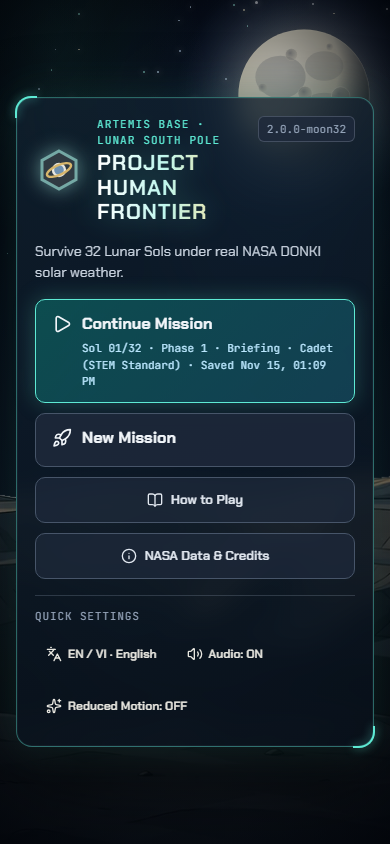 ARTEMIS BASE ·
LUNAR SOUTH POLE
2.0.0-moon32
PROJECT
HUMAN
FRONTIER
Survive 32 Lunar Sols under real NASA DONKI
solar weather.
Continue Mission
Sol 01/32 · Phase 1 · Briefing · Cadet
(STEM Standard) · Saved Nov 15, 01:09
PM
New Mission
How to Play
NASA Data & Credits
QUICK SETTINGS
EN / VI · English
Audio: ON
Reduced Motion: OFF